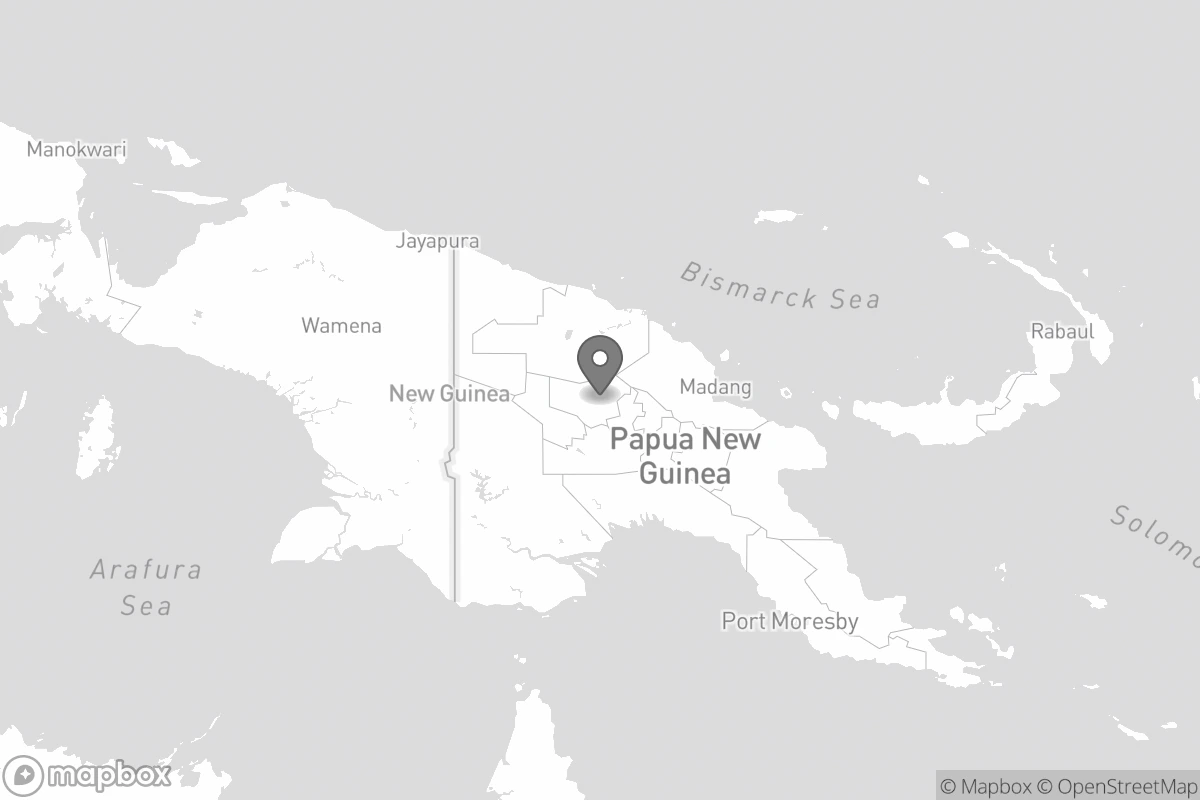 Manokwari
Jayapura
Bismarck Sea
Wamena
Rabaul
New Guinea
Madang
Papua New
Guinea
Solomo
Arafura
Sea
Port Moresby
mapbox
© Mapbox © OpenStreetMap